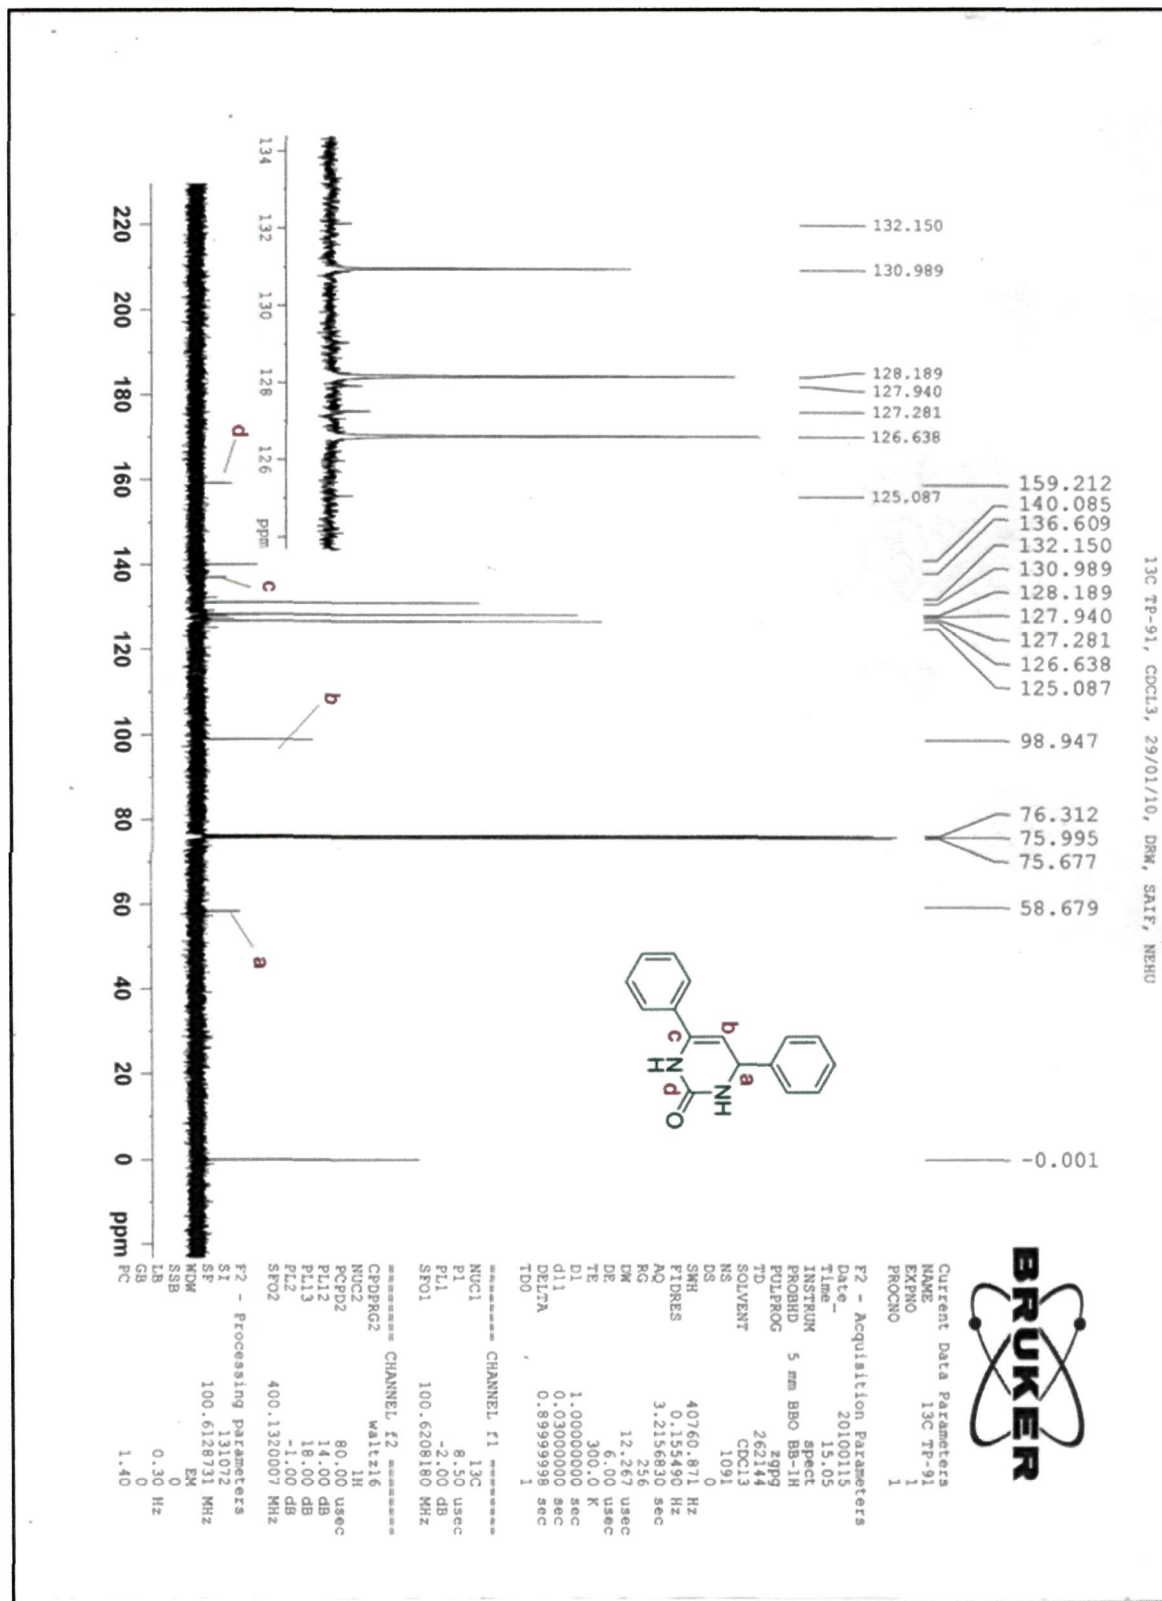 13C TP-91, CDCL3, 29/01/10, DRW, SAIF, NEHU
BRUKER
159.212
140.085
136.609
132.150
130.989
128.189
127.940
127.281
126.638
125.087
98.947
76.312
75.995
75.677
58.679
-0.001
132.150
130.989
128.189
127.940
127.281
126.638
125.087
134 132 130 128 126 ppm
a
b
c
d
NH
N
H
O
d
c
b
a
220 200 180 160 140 120 100 80 60 40 20 0 ppm
Current Data Parameters
NAME 13C TP-91
EXPNO 1
PROCNO 1
F2 - Acquisition Parameters
Date_ 20100115
Time 15.05
INSTRUM spect
PROBHD 5 mm BBO BB-1H
PULPROG zgpg
TD 262144
SOLVENT CDCl3
NS 1091
DS 0
SWH 40760.871 Hz
FIDRES 0.155490 Hz
AQ 3.2156830 sec
RG 256
DW 12.267 usec
DE 6.00 usec
TE 300.0 K
D1 1.00000000 sec
d11 0.03000000 sec
DELTA 0.89999998 sec
TD0 1
======== CHANNEL f1 ========
NUC1 13C
P1 8.50 usec
PL1 -2.00 dB
SFO1 100.6208180 MHz
======== CHANNEL f2 ========
CPDPRG2 waltz16
NUC2 1H
PCPD2 80.00 usec
PL12 14.00 dB
PL13 18.00 dB
PL2 -1.00 dB
SFO2 400.1320007 MHz
F2 - Processing parameters
SI 131072
SF 100.6128731 MHz
WDW EM
SSB 0
LB 0.30 Hz
GB 0
PC 1.40